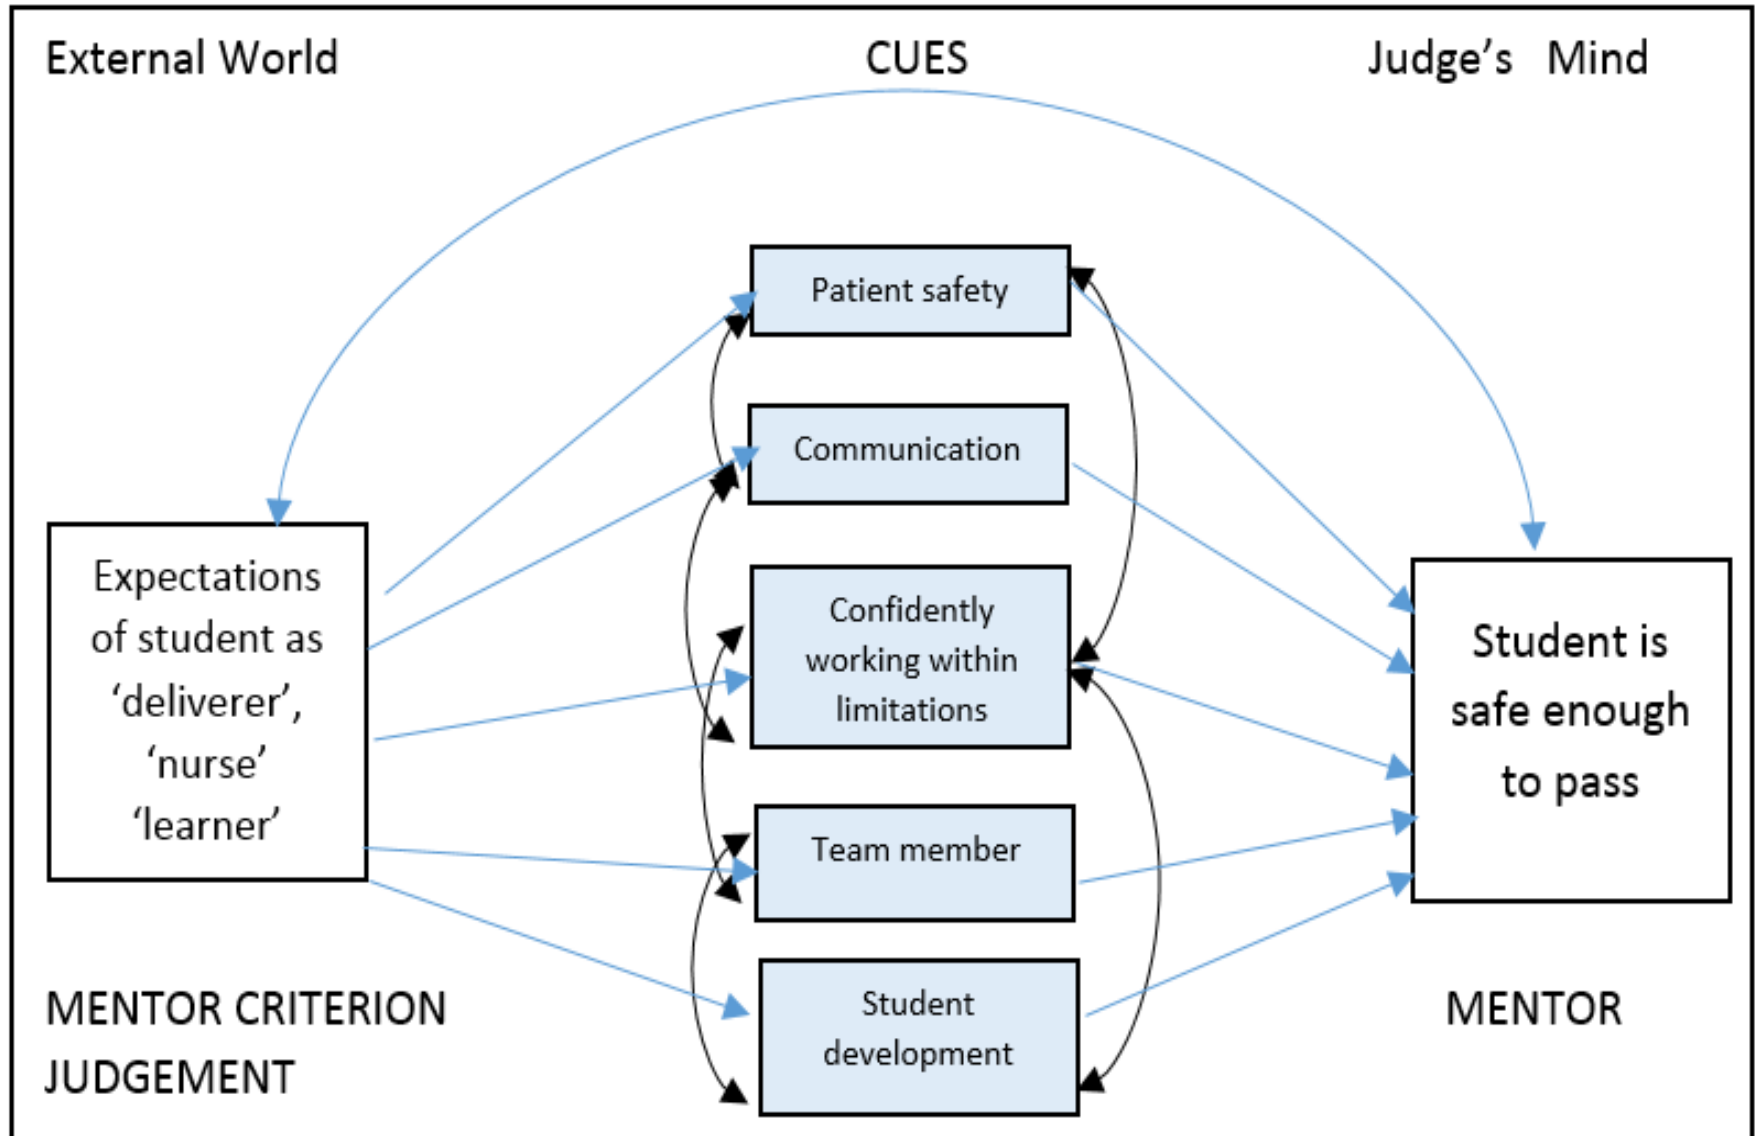 External World
CUES
Judge’s Mind
Patient safety
Communication
Expectations
of student as
‘deliverer’,
‘nurse’
‘learner’
Confidently
working within
limitations
Student is
safe enough
to pass
Team member
Student
development
MENTOR CRITERION
JUDGEMENT
MENTOR